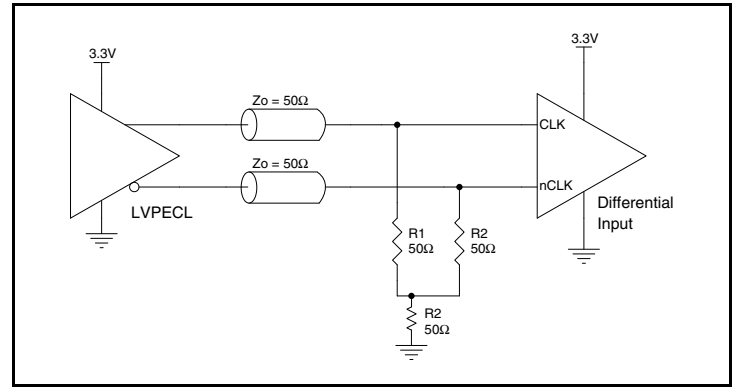 3.3V
3.3V
Zo = 50Ω
CLK
Zo = 50Ω
nCLK
LVPECL
Differential
Input
R1
50Ω
R2
50Ω
R2
50Ω